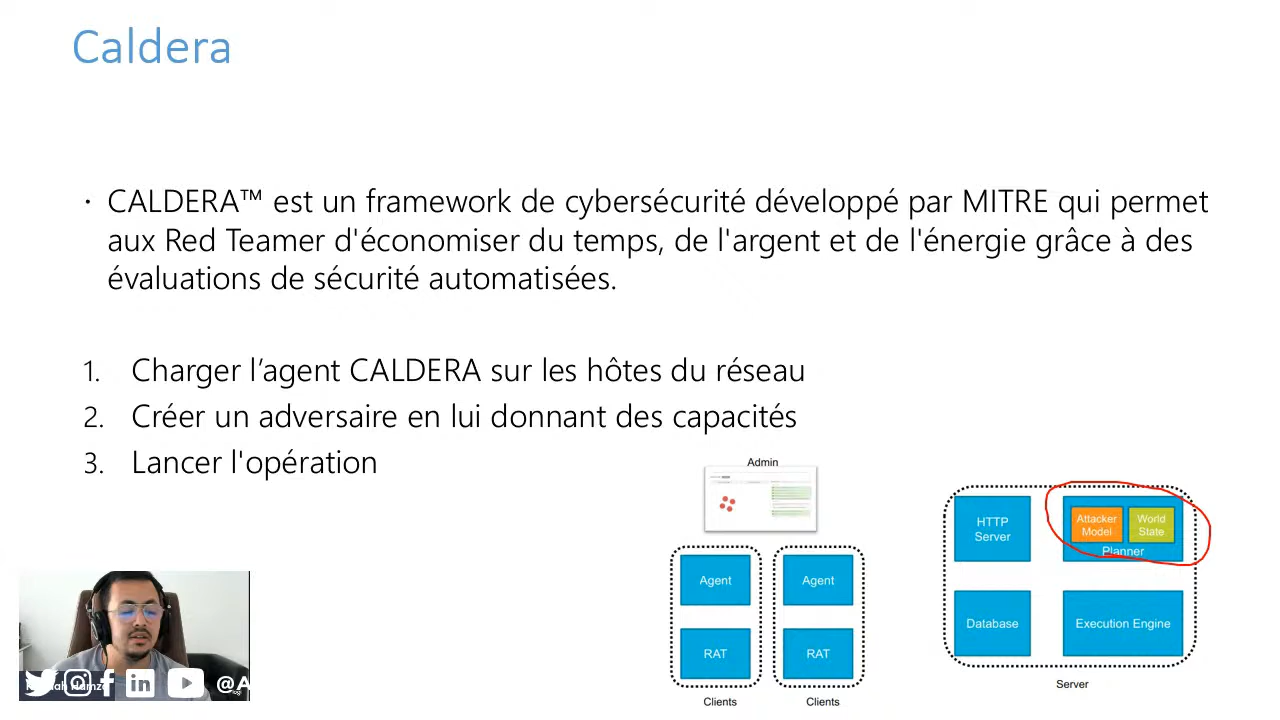 Caldera
· CALDERA™ est un framework de cybersécurité développé par MITRE qui permet
aux Red Teamer d'économiser du temps, de l'argent et de l'énergie grâce à des
évaluations de sécurité automatisées.
1. Charger l’agent CALDERA sur les hôtes du réseau
2. Créer un adversaire en lui donnant des capacités
3. Lancer l'opération
Admin
Agent
Agent
RAT
RAT
Clients
Clients
HTTP
Server
Attacker
Model
World
State
Planner
Database
Execution Engine
Server
in
@A